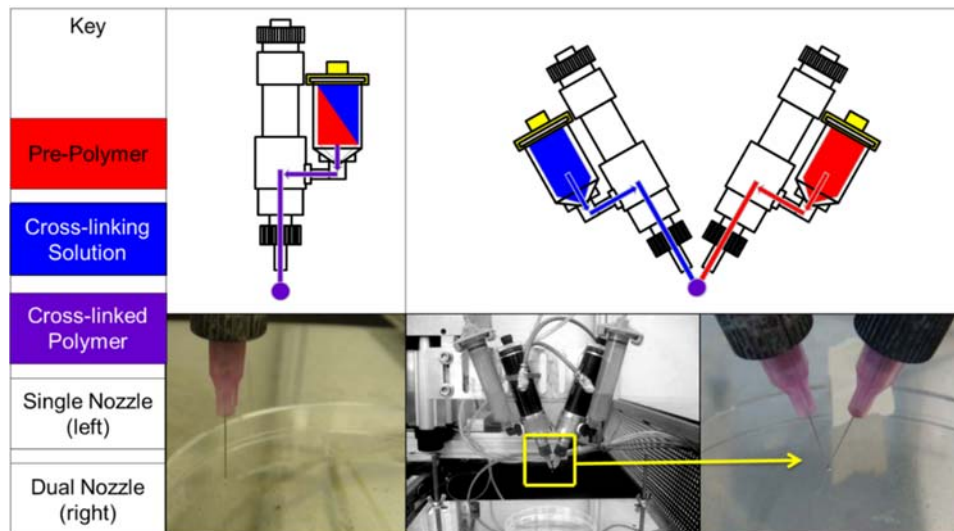 Key
Pre-Polymer
Cross-linking
Solution
Cross-linked
Polymer
Single Nozzle
(left)
Dual Nozzle
(right)